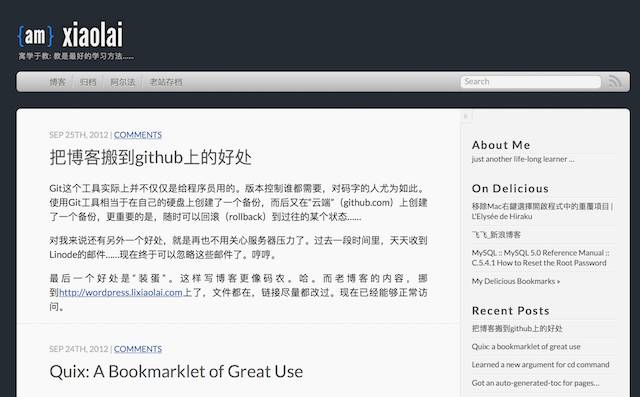 {am} xiaolai
寓学于教: 教是最好的学习方法……
博客 归档 阿尔法 老站存档
Search
SEP 25TH, 2012 | COMMENTS
把博客搬到github上的好处
Git这个工具实际上并不仅仅是给程序员用的。版本控制谁都需要，对码字的人尤为如此。
使用Git工具相当于在自己的硬盘上创建了一个备份，而后又在“云端”（github.com）上创建
了一个备份，更重要的是，随时可以回滚（rollback）到过往的某个状态……
对我来说还有另外一个好处，就是再也不用关心服务器压力了。过去一段时间里，天天收到
Linode的邮件……现在终于可以忽略这些邮件了。哼哼。
最后一个好处是“装蛋”。这样写博客更像码衣。哈。而老博客的内容，挪
到http://wordpress.lixiaolai.com上了，文件都在，链接尽量都改过。现在已经能够正常访
问。
SEP 24TH, 2012 | COMMENTS
Quix: A Bookmarklet of Great Use
About Me
just another life-long learner ...
On Delicious
移除Mac右鍵選擇開啟程式中的重覆項目 |
L'Elysée de Hiraku
飞飞_新浪博客
MySQL :: MySQL 5.0 Reference Manual ::
C.5.4.1 How to Reset the Root Password
My Delicious Bookmarks »
Recent Posts
把博客搬到github上的好处
Quix: a bookmarklet of great use
Learned a new argument for cd command
Got an auto-generated-toc for pages…